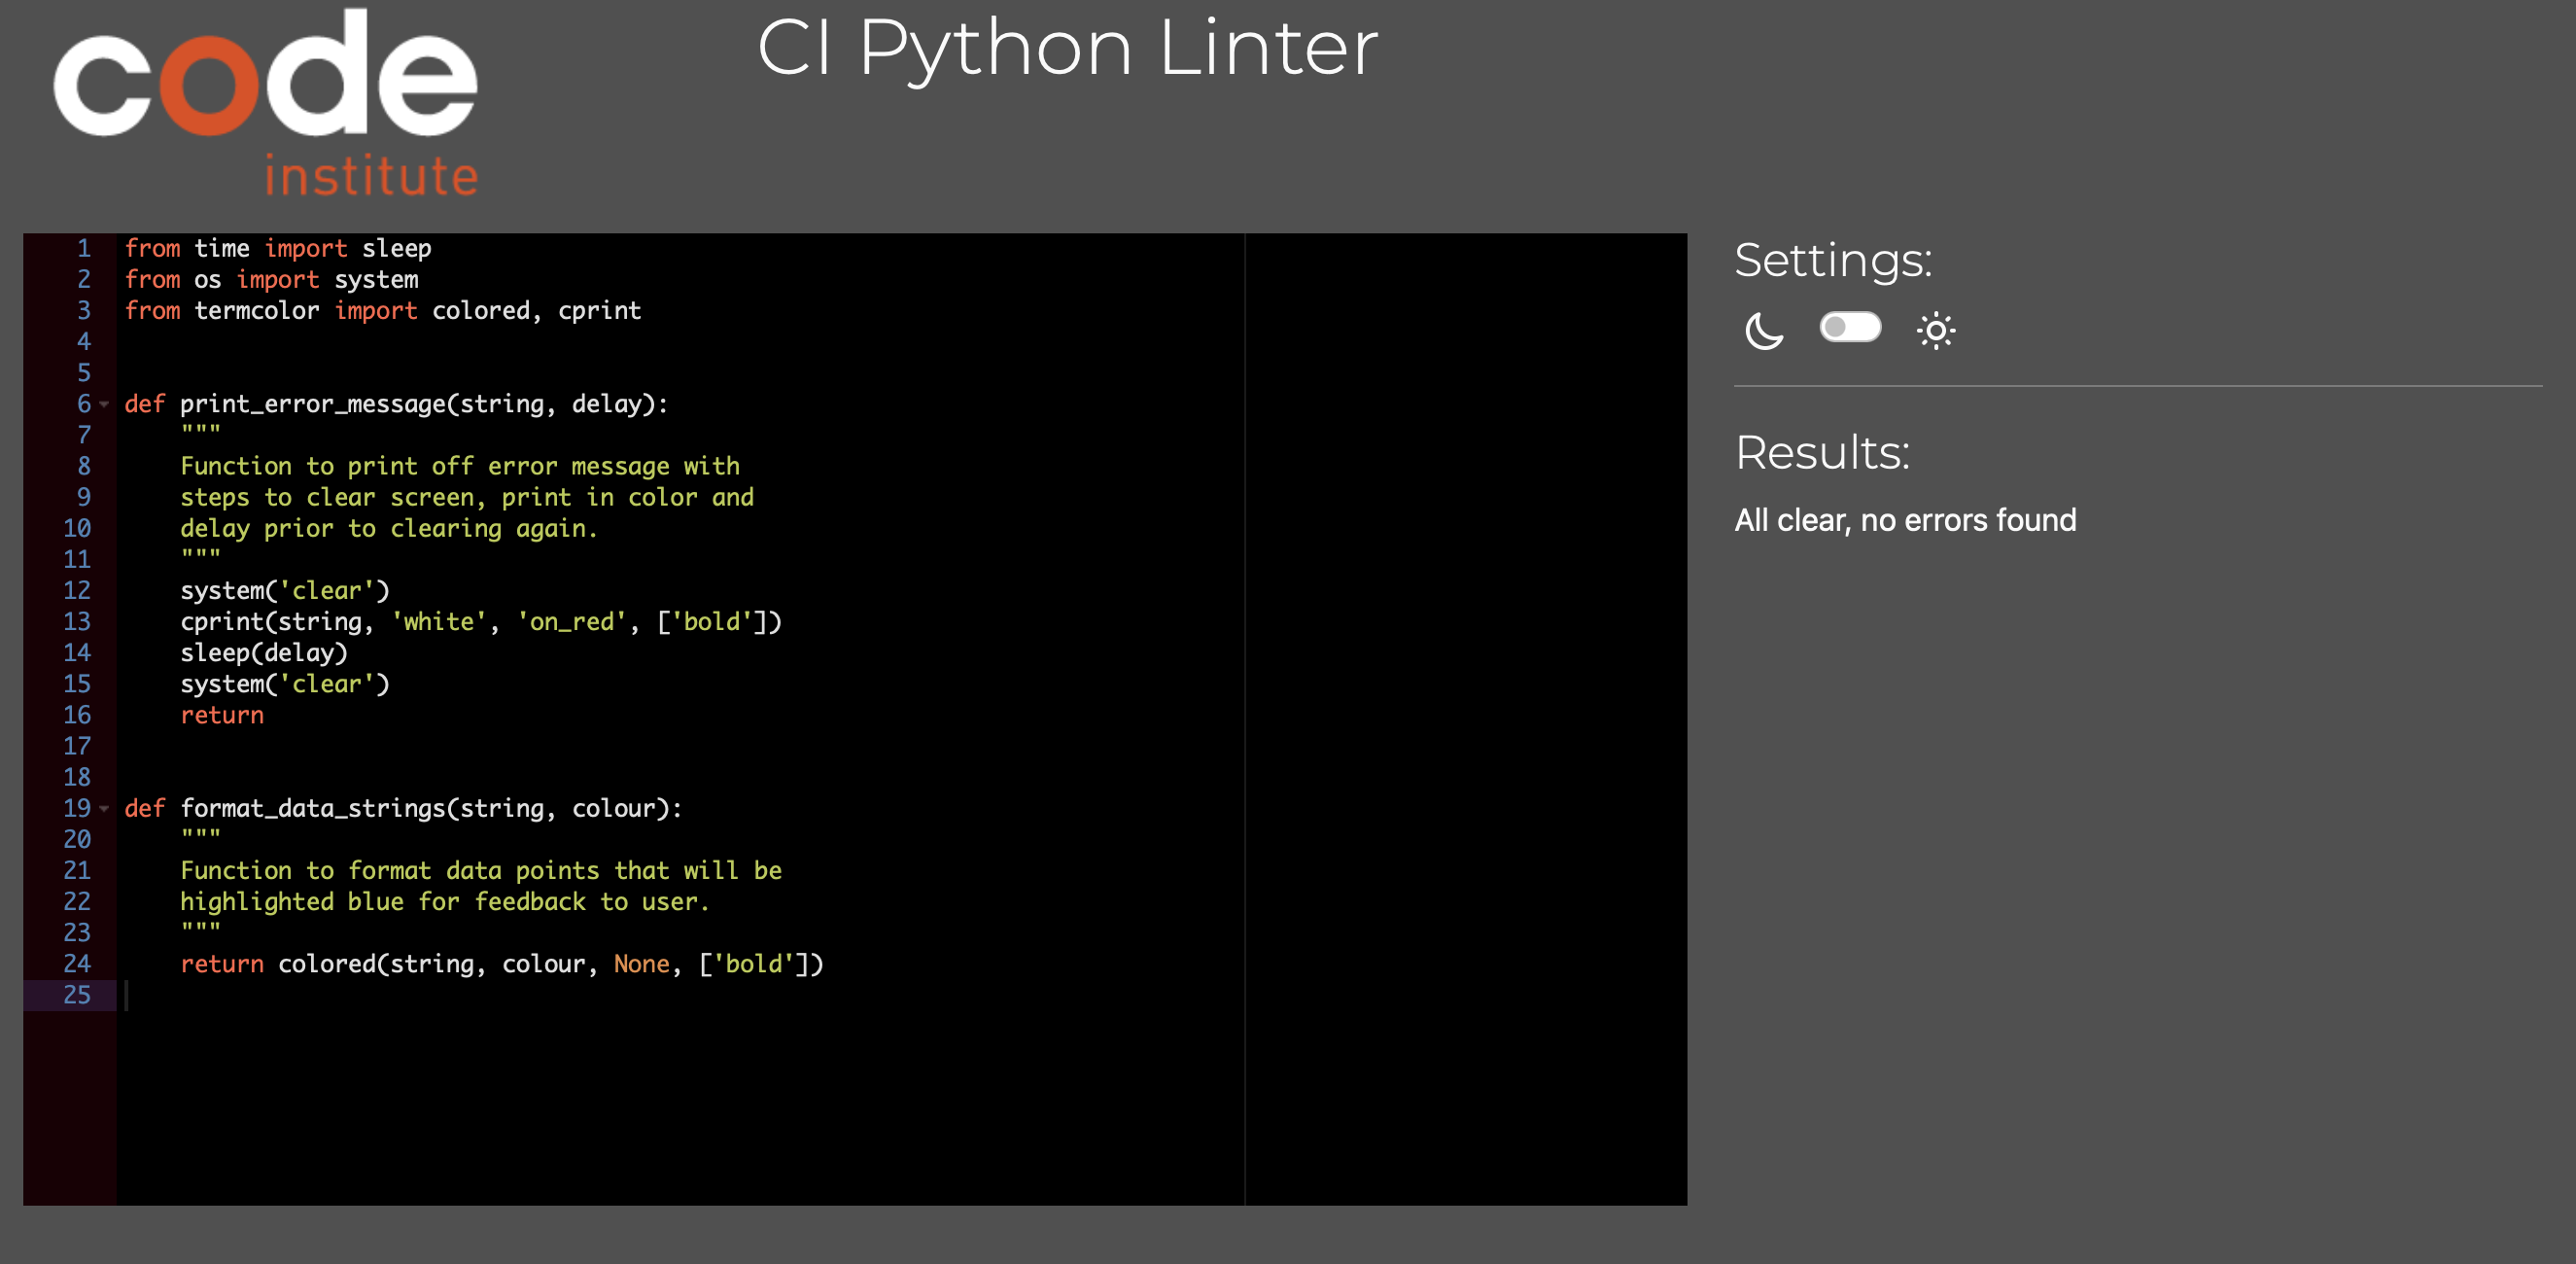 code
institute
CI Python Linter
1 from time import sleep
2 from os import system
3 from termcolor import colored, cprint
4
5
6 def print_error_message(string, delay):
7     """
8     Function to print off error message with
9     steps to clear screen, print in color and
10     delay prior to clearing again.
11     """
12     system('clear')
13     cprint(string, 'white', 'on_red', ['bold'])
14     sleep(delay)
15     system('clear')
16     return
17
18
19 def format_data_strings(string, colour):
20     """
21     Function to format data points that will be
22     highlighted blue for feedback to user.
23     """
24     return colored(string, colour, None, ['bold'])
25
Settings:
Results:
All clear, no errors found